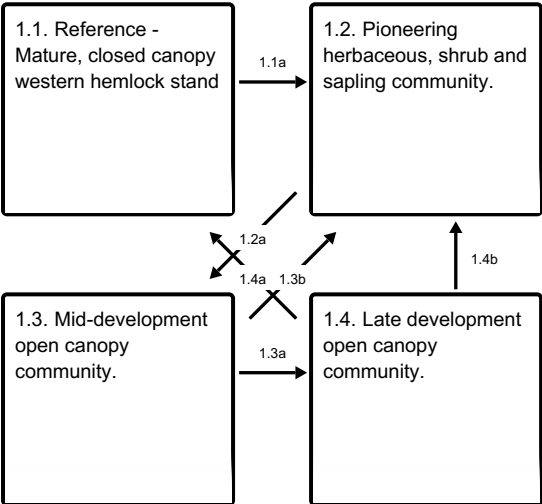 1.1. Reference -
Mature, closed canopy
western hemlock stand
1.1a
1.2. Pioneering
herbaceous, shrub and
sapling community.
1.2a
1.4a
1.3b
1.4b
1.3. Mid-development
open canopy
community.
1.3a
1.4. Late development
open canopy
community.